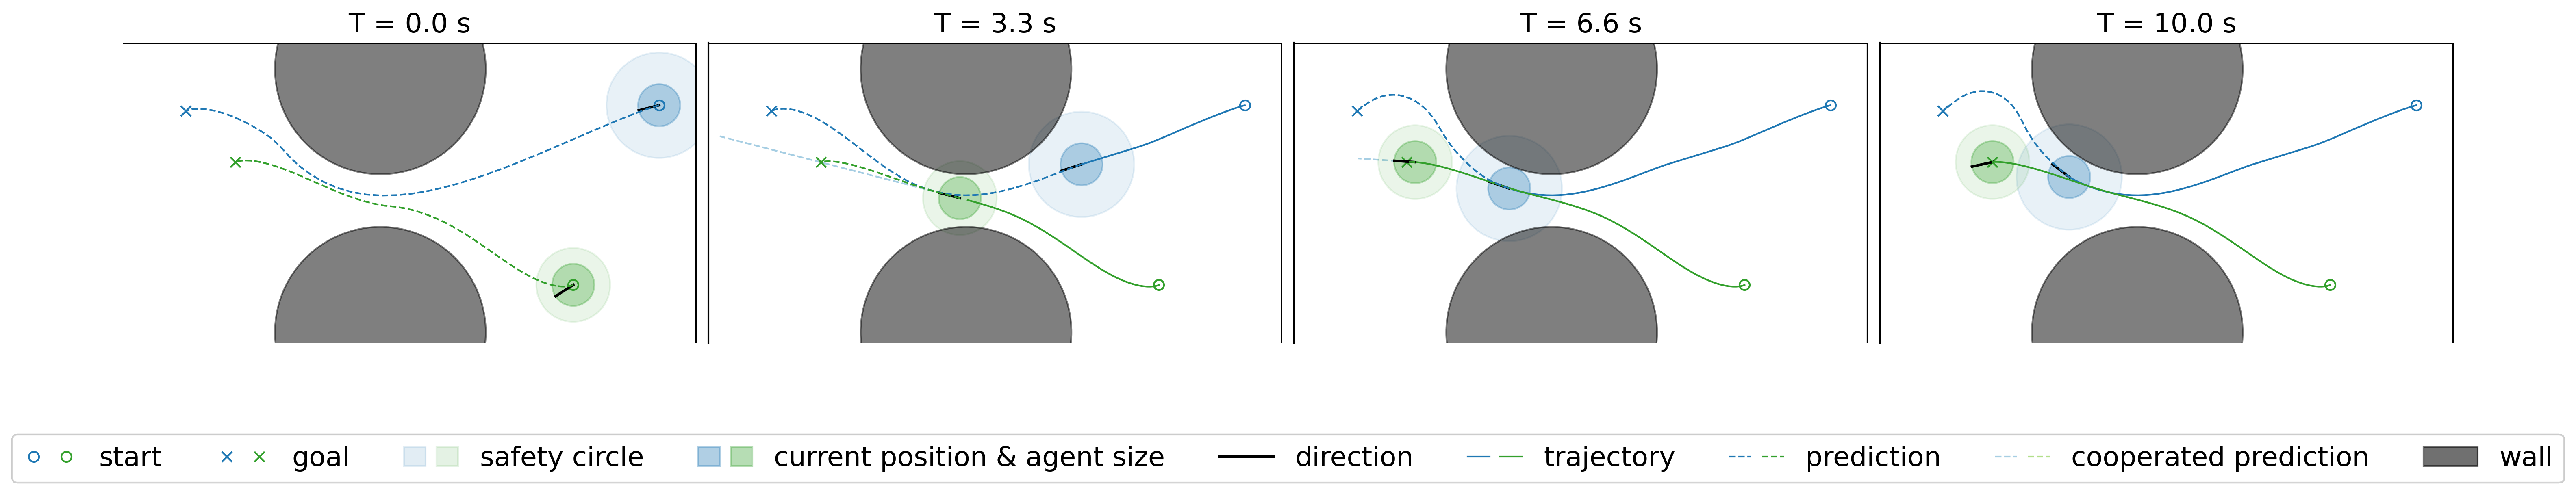 T = 0.0 s
T = 3.3 s
T = 6.6 s
T = 10.0 s
start goal safety circle current position & agent size direction trajectory prediction cooperated prediction wall